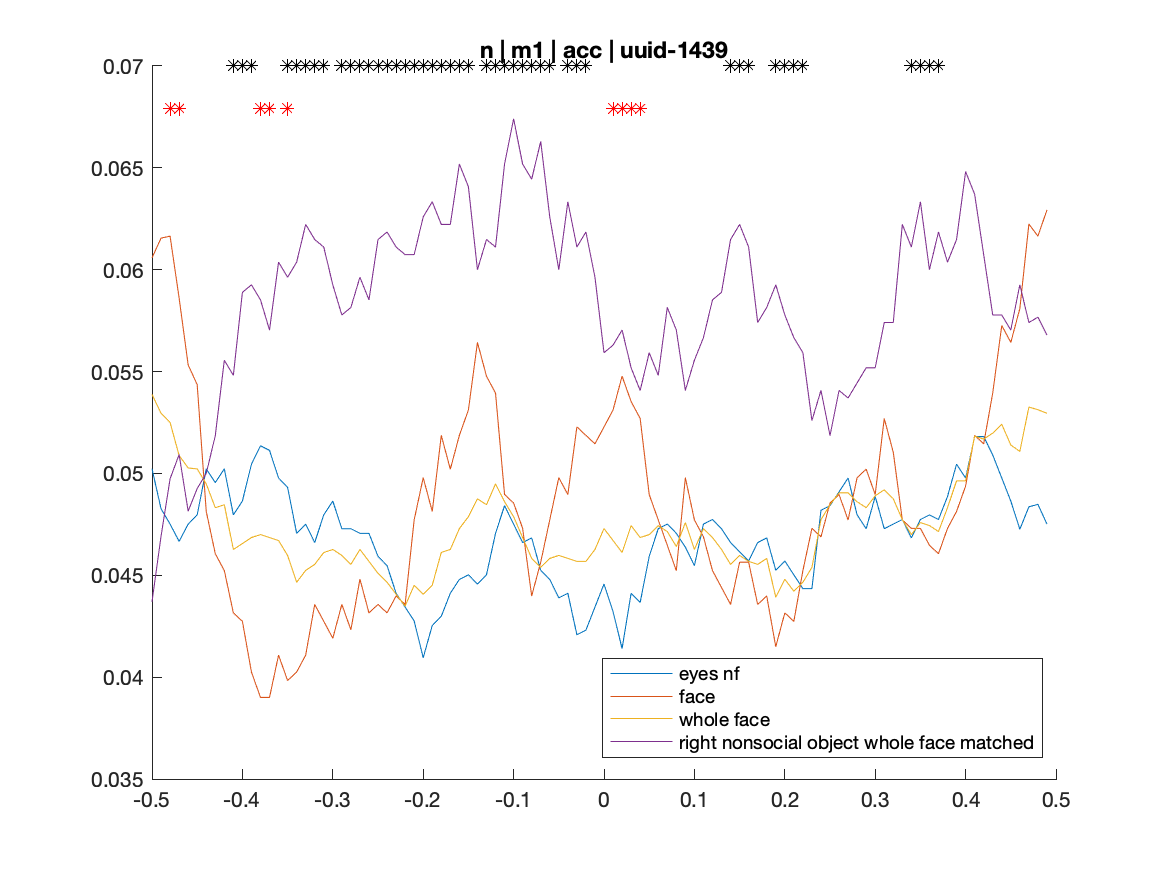 n | m1 | acc | uuid-1439
0.07
0.065
0.06
0.055
0.05
0.045
0.04
0.035
-0.5 -0.4 -0.3 -0.2 -0.1 0 0.1 0.2 0.3 0.4 0.5
eyes nf
face
whole face
right nonsocial object whole face matched